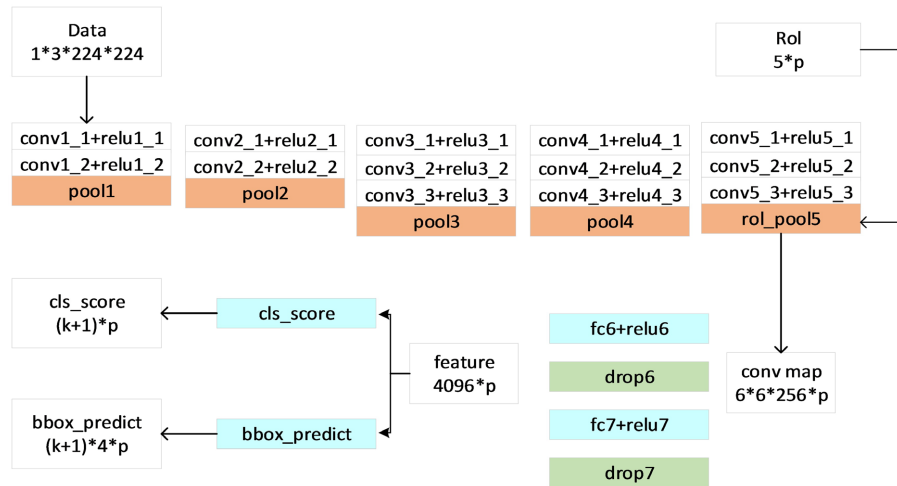 Data
1*3*224*224
RoI
5*p
conv1_1+relu1_1
conv1_2+relu1_2
pool1
conv2_1+relu2_1
conv2_2+relu2_2
pool2
conv3_1+relu3_1
conv3_2+relu3_2
conv3_3+relu3_3
pool3
conv4_1+relu4_1
conv4_2+relu4_2
conv4_3+relu4_3
pool4
conv5_1+relu5_1
conv5_2+relu5_2
conv5_3+relu5_3
roI_pool5
cls_score
(k+1)*p
cls_score
bbox_predict
(k+1)*4*p
bbox_predict
feature
4096*p
fc6+relu6
drop6
fc7+relu7
drop7
conv map
6*6*256*p